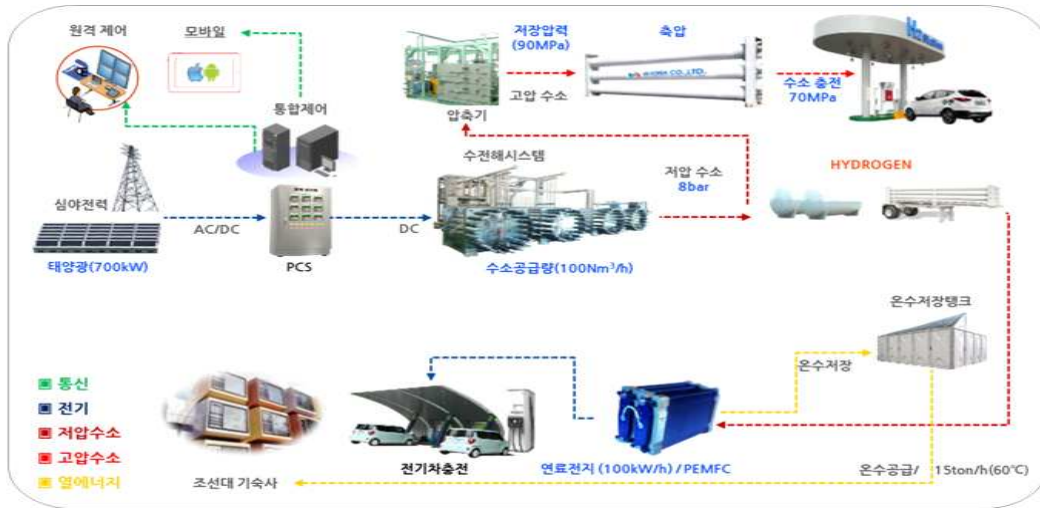 원격 제어
모바일
통합제어
저장압력
(90MPa)
축압
고압 수소
수소 충전
70MPa
압축기
수전해시스템
저압 수소
8bar
HYDROGEN
심야전력
AC/DC
DC
태양광(700kW)
PCS
수소공급량(100Nm³/h)
온수저장탱크
온수저장
▣ 통신
▣ 전기
▣ 저압수소
▣ 고압수소
▣ 열에너지
조선대 기숙사
전기차충전
연료전지 (100kW/h) / PEMFC
온수공급/ 15ton/h(60℃)